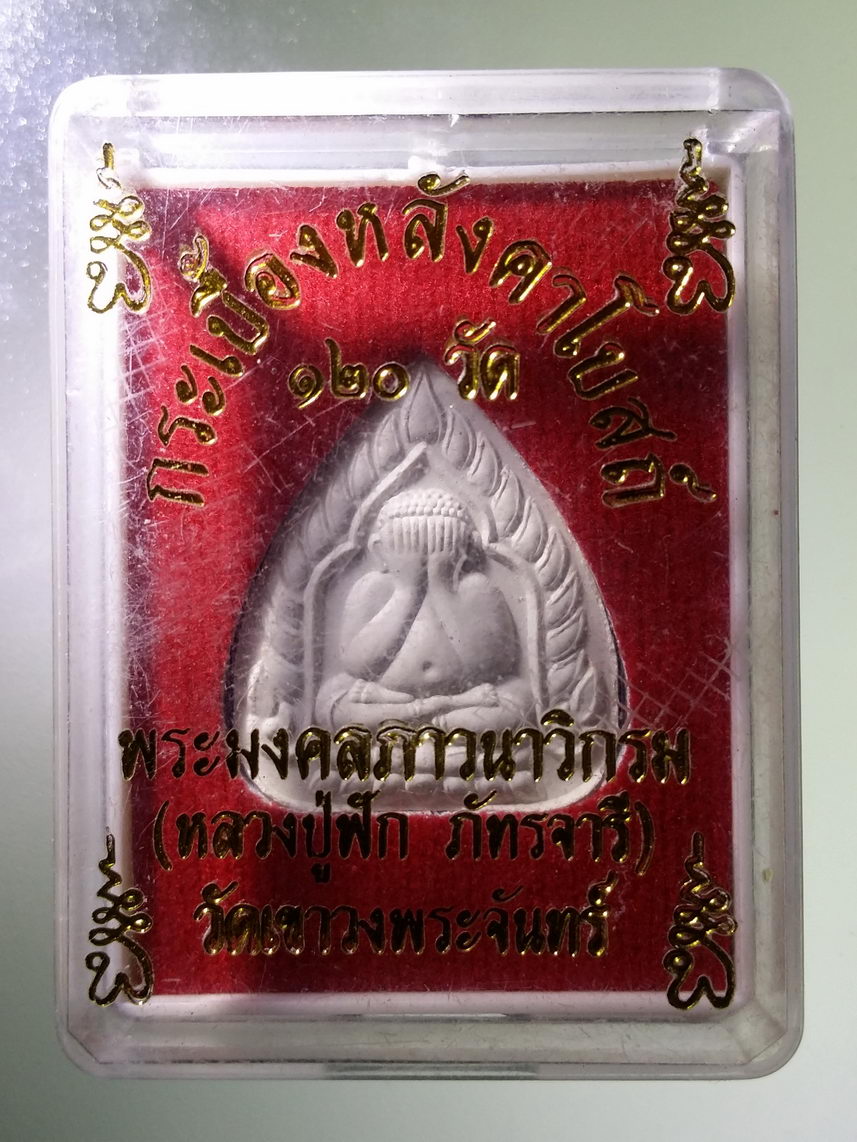 กระเบื้องหลังคาโบสถ์
๑๒๐ วัด
พระมงคลภาวนาวิกรม
(หลวงปู่ฟัก ภัทรจารี)
วัดเขาวงพระจันทร์